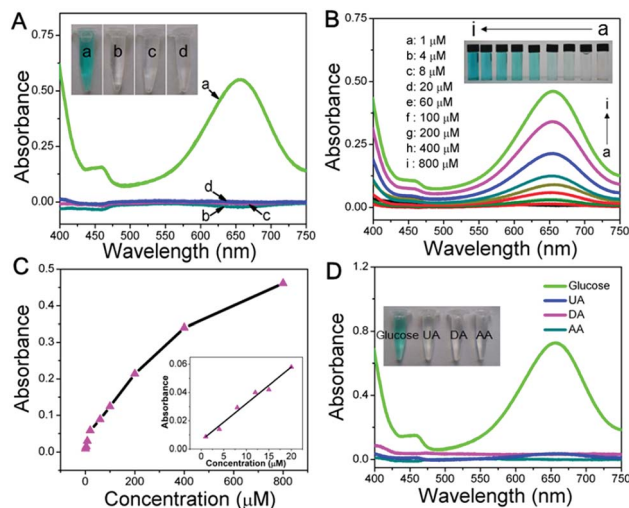 A
a b c d
0.75
0.50
0.25
0.00
Absorbance
a
d
b c
400 450 500 550 600 650 700 750
Wavelength (nm)
B
i a
a: 1 μM
b: 4 μM
c: 8 μM
d: 20 μM
e: 60 μM
f : 100 μM
g: 200 μM
h: 400 μM
i : 800 μM
i
a
0.75
0.50
0.25
0.00
Absorbance
400 450 500 550 600 650 700 750
Wavelength (nm)
C
0.5
0.4
0.3
0.2
0.1
0.0
Absorbance
0 200 400 600 800
Concentration (μM)
0.06
0.04
0.02
0.00
Absorbance
0 5 10 15 20
Concentration (μM)
D
Glucose
UA
DA
AA
Glucose UA DA AA
1.2
0.8
0.4
0.0
Absorbance
400 450 500 550 600 650 700 750
Wavelength (nm)